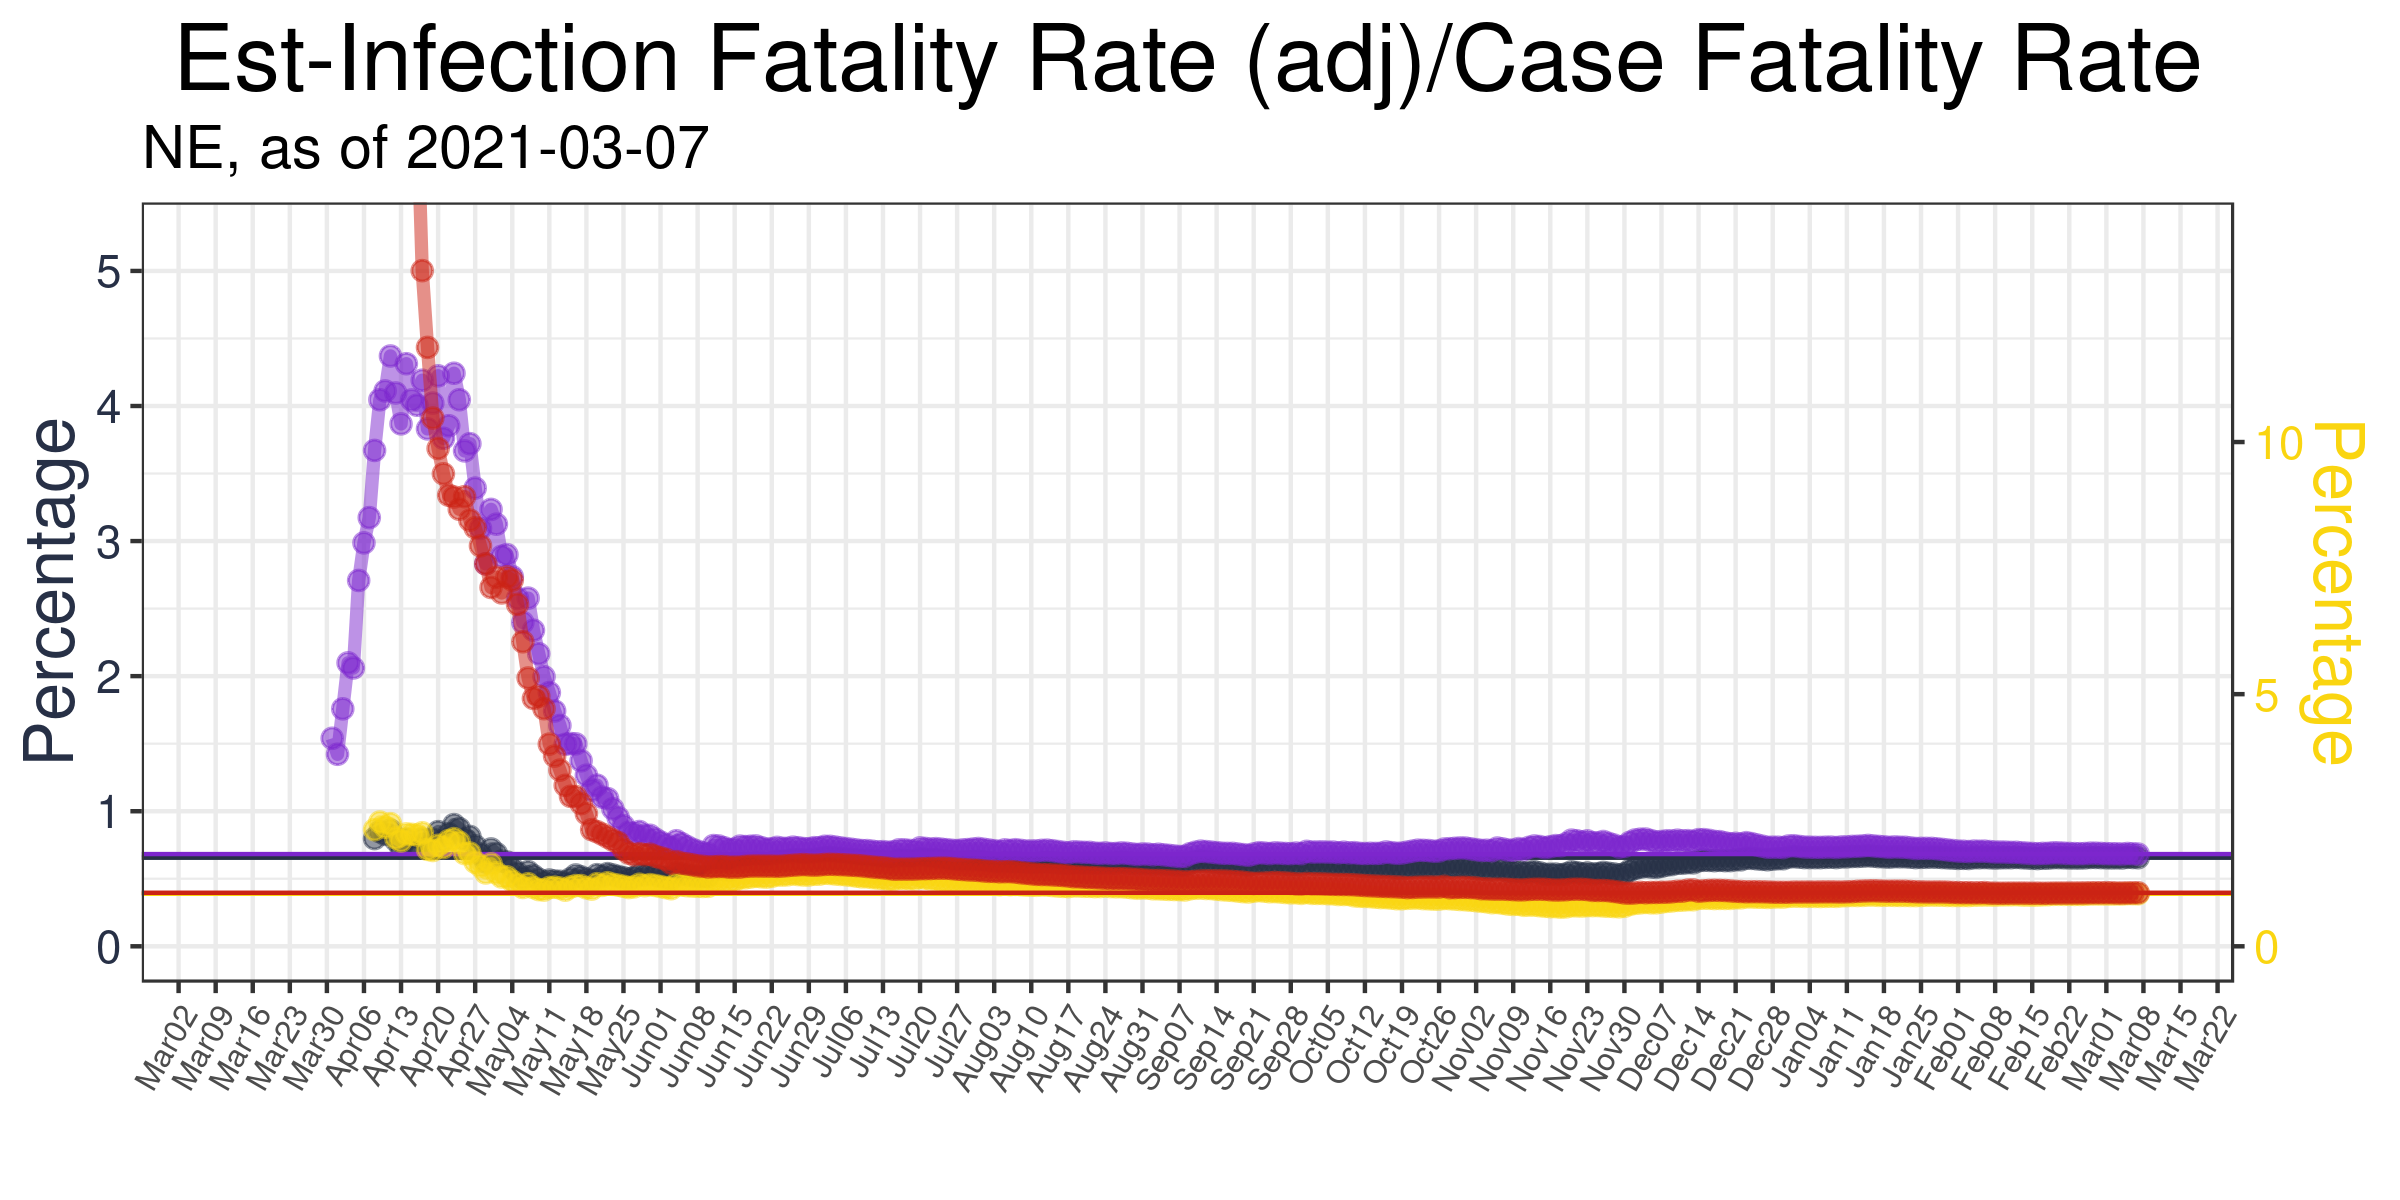 Est-Infection Fatality Rate (adj)/Case Fatality Rate
NE, as of 2021-03-07
Percentage
5
4
3
2
1
0
10
5
0
Percentage
Mar02
Mar09
Mar16
Mar23
Mar30
Apr06
Apr13
Apr20
Apr27
May04
May11
May18
May25
Jun01
Jun08
Jun15
Jun22
Jun29
Jul06
Jul13
Jul20
Jul27
Aug03
Aug10
Aug17
Aug24
Aug31
Sep07
Sep14
Sep21
Sep28
Oct05
Oct12
Oct19
Oct26
Nov02
Nov09
Nov16
Nov23
Nov30
Dec07
Dec14
Dec21
Dec28
Dec04
Jan11
Jan18
Jan25
Feb01
Feb08
Feb15
Feb22
Mar01
Mar08
Mar15
Mar22